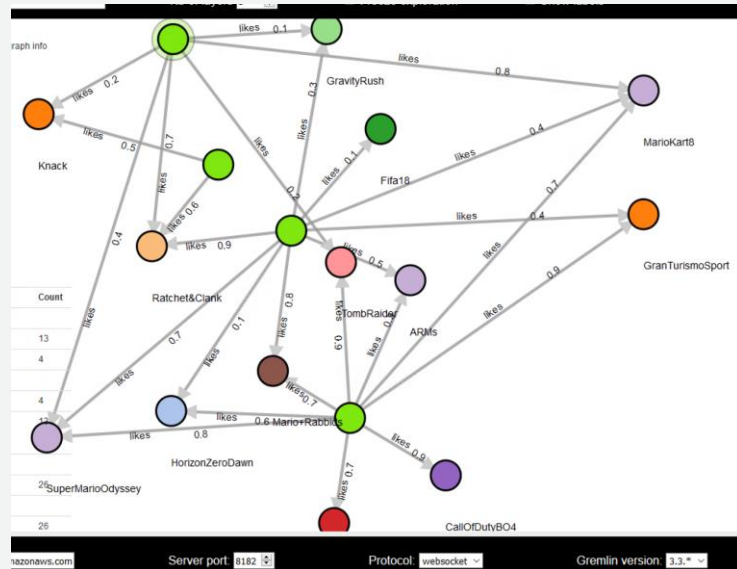 raph info
likes 0.1
likes 0.8
GravityRush
likes 0.2
likes 0.3
MarioKart8
likes 0.5
Knack
likes 0.7
likes 0.2
likes 0.1
likes 0.4
Fifa18
likes 0.7
likes 0.6
likes 0.4
likes 0.9
likes 0.5
GranTurismoSport
likes 0.4
Ratchet&Clank
TombRaider
ARMs
likes 0.9
Count
13
4
4
likes 0.7
likes 0.1
likes 0.8
likes 0.9
likes
likes 0.7
Mario+Rabbids
likes 0.6
likes 0.8
HorizonZeroDawn
SuperMarioOdyssey
26
26
likes 0.9
likes 0.7
CallOfDutyBO4
nazonaws.com
Server port: 8182
Protocol: websocket
Gremlin version: 3.3.*